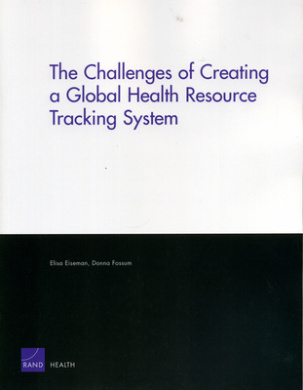 The Challenges of Creating
a Global Health Resource
Tracking System
Elisa Eiseman, Donna Fossum
RAND
HEALTH